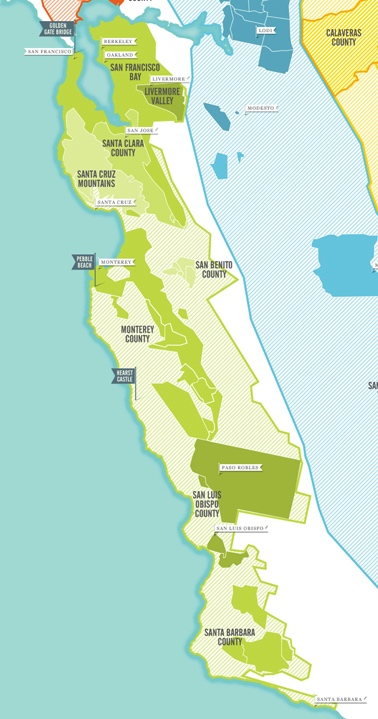 COUNTY
GOLDEN
GATE BRIDGE
SAN FRANCISCO
BERKELEY
OAKLAND
SAN FRANCISCO
BAY
LIVERMORE
LIVERMORE
VALLEY
LODI
CALAVERAS
COUNTY
MODESTO
SAN JOSE
SANTA CLARA
COUNTY
SANTA CRUZ
MOUNTAINS
SANTA CRUZ
PEBBLE
BEACH
MONTEREY
SAN BENITO
COUNTY
MONTEREY
COUNTY
HEARST
CASTLE
SA
PASO ROBLES
SAN LUIS
OBISPO
COUNTY
SAN LUIS OBISPO
SANTA BARBARA
COUNTY
SANTA BARBARA